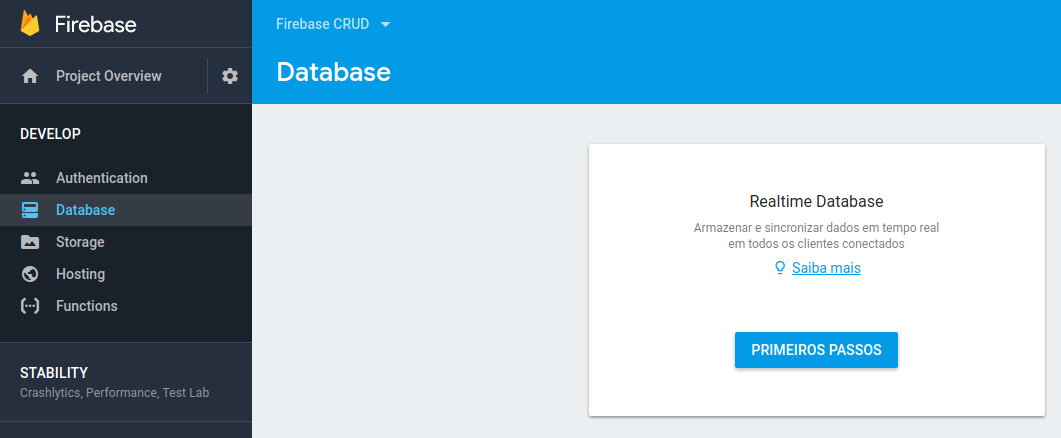 Firebase
Project Overview
DEVELOP
Authentication
Database
Storage
Hosting
Functions
STABILITY
Crashlytics, Performance, Test Lab
Firebase CRUD
Database
Realtime Database
Armazenar e sincronizar dados em tempo real
em todos os clientes conectados
Saiba mais
PRIMEIROS PASSOS